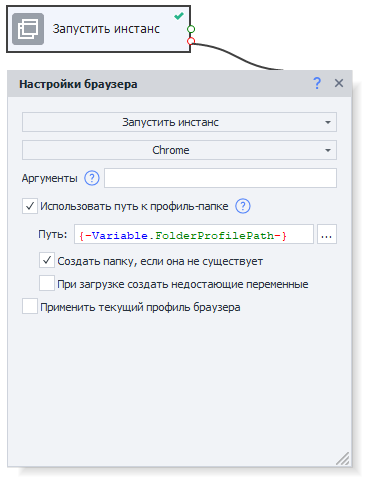 Запустить инстанс
Настройки браузера
Запустить инстанс
Chrome
Аргументы
Использовать путь к профиль-папке
Путь: {-Variable.FolderProfilePath-} ...
Создать папку, если она не существует
При загрузке создать недостающие переменные
Применить текущий профиль браузера